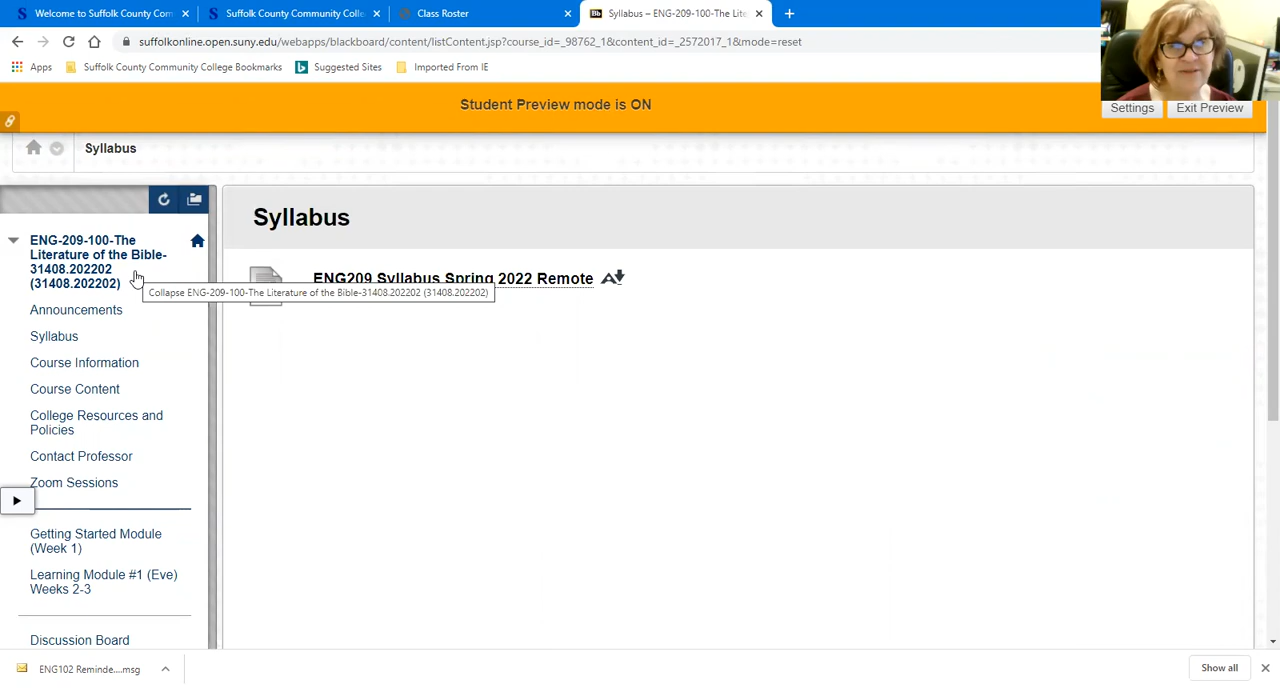 Welcome to Suffolk County Com
Suffolk County Community Colle
Class Roster
Syllabus – ENG-209-100-The Lite
suffolkonline.open.suny.edu/webapps/blackboard/content/listContent.jsp?course_id=_98762_1&content_id=_2572017_1&mode=reset
Apps
Suffolk County Community College Bookmarks
Suggested Sites
Imported From IE
Student Preview mode is ON
Settings
Exit Preview
Syllabus
ENG-209-100-The
Literature of the Bible-
31408.202202
(31408.202202)
Syllabus
ENG209 Syllabus Spring 2022 Remote
Collapse ENG-209-100-The Literature of the Bible-31408.202202 (31408.202202)
Announcements
Syllabus
Course Information
Course Content
College Resources and
Policies
Contact Professor
Zoom Sessions
Getting Started Module
(Week 1)
Learning Module #1 (Eve)
Weeks 2-3
Discussion Board
ENG102 Reminde....msg
Show all